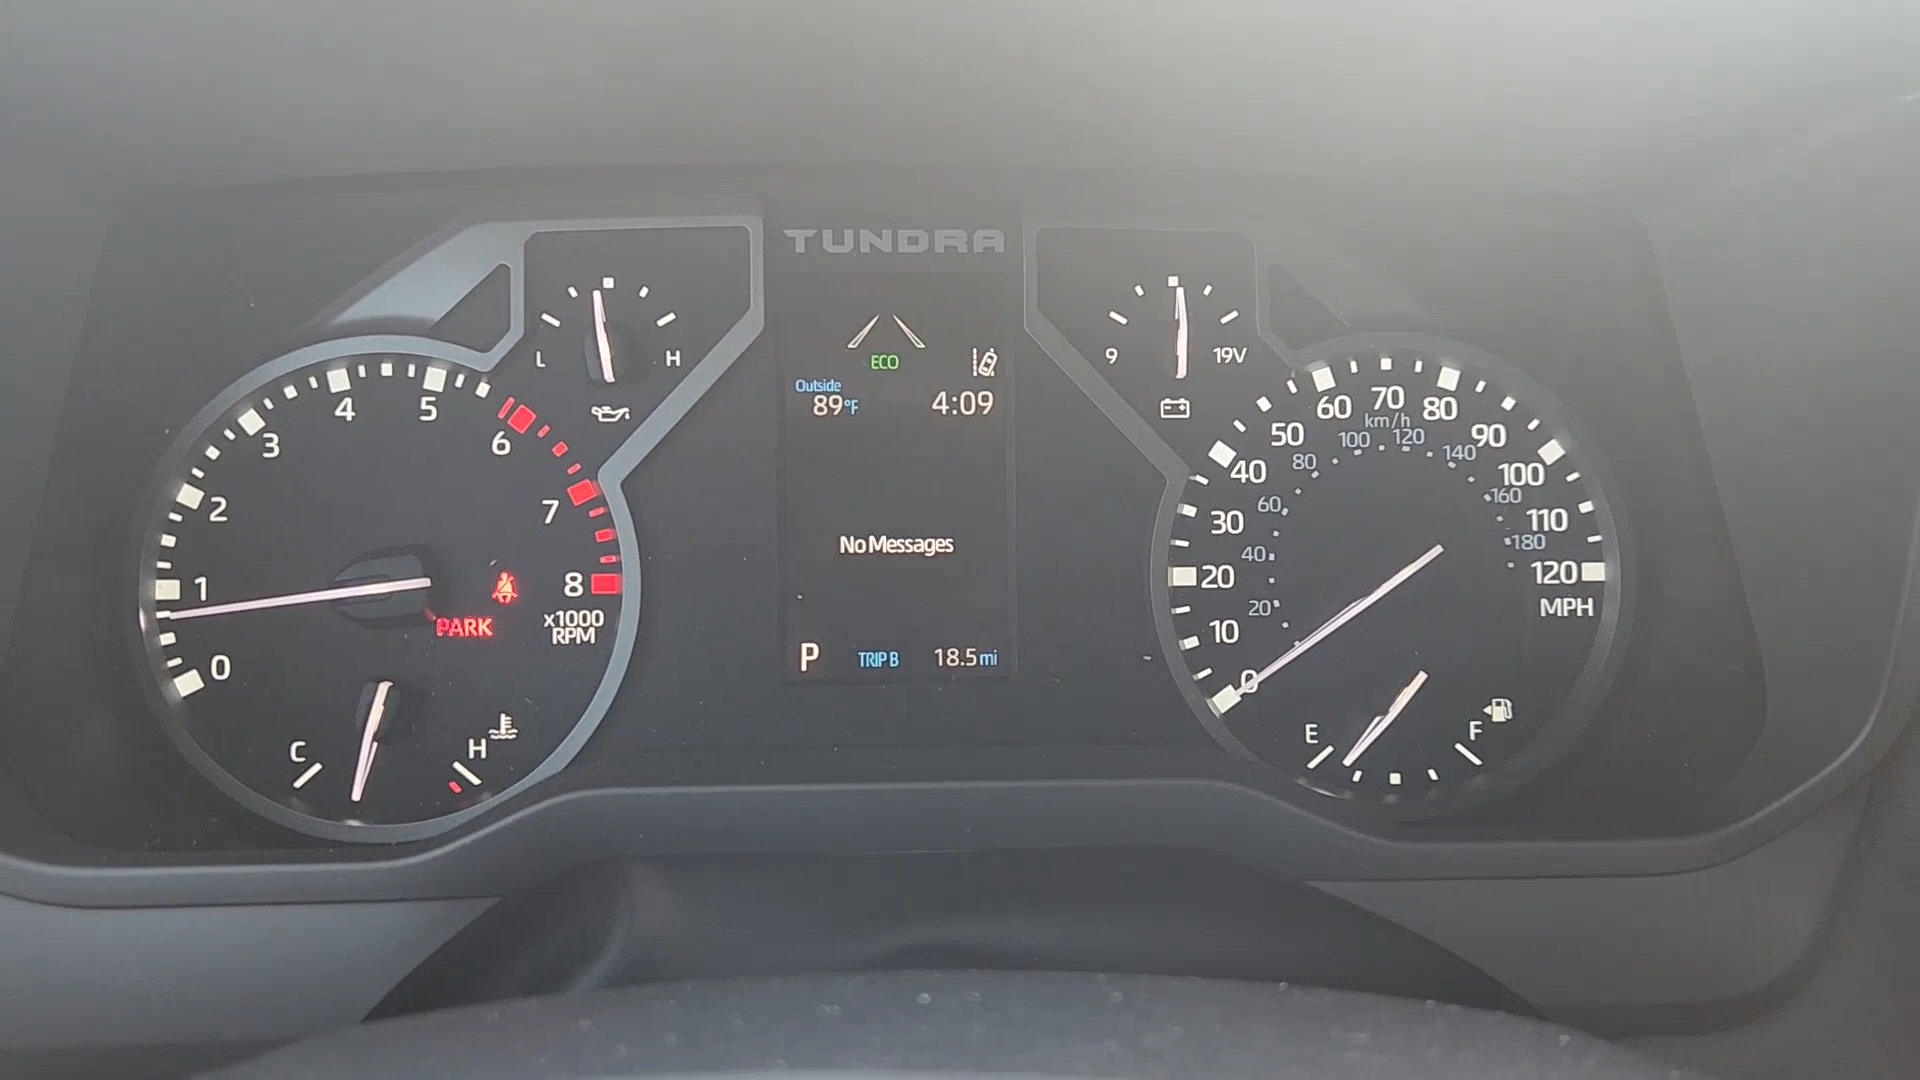 TUNDRA
L
H
9
19V
ECO
Outside
89°F
4:09
No Messages
P
TRIP B
18.5 mi
0
1
2
3
4
5
6
7
8
x1000
RPM
PARK
C
H
0
10
20
30
40
50
60
70
80
90
100
110
120
MPH
km/h
20
40
60
80
100
120
140
160
180
E
F